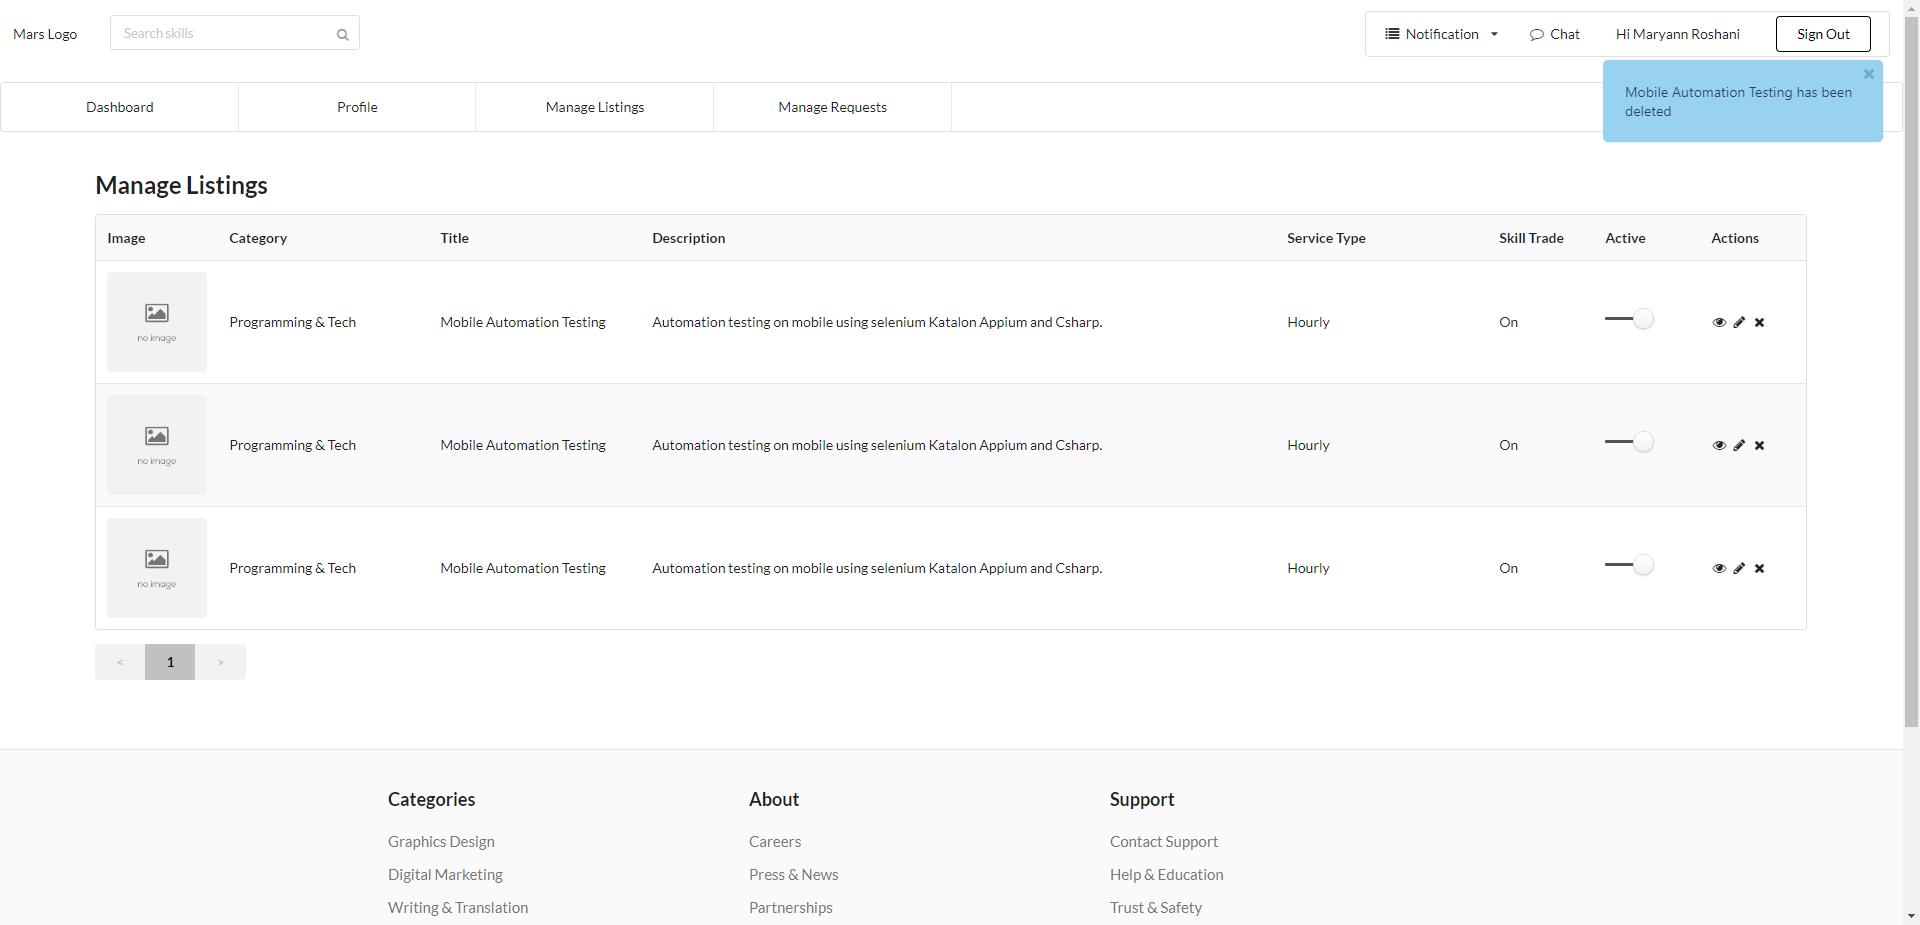 Mars Logo
Search skills
Notification
Chat
Hi Maryann Roshani
Sign Out
Mobile Automation Testing has been
deleted
Dashboard
Profile
Manage Listings
Manage Requests
Manage Listings
Image Category Title Description Service Type Skill Trade Active Actions
no image
Programming & Tech Mobile Automation Testing Automation testing on mobile using selenium Katalon Appium and Csharp. Hourly On
no image
Programming & Tech Mobile Automation Testing Automation testing on mobile using selenium Katalon Appium and Csharp. Hourly On
no image
Programming & Tech Mobile Automation Testing Automation testing on mobile using selenium Katalon Appium and Csharp. Hourly On
no image
< 1 >
Categories
Graphics Design
Digital Marketing
Writing & Translation
About
Careers
Press & News
Partnerships
Support
Contact Support
Help & Education
Trust & Safety